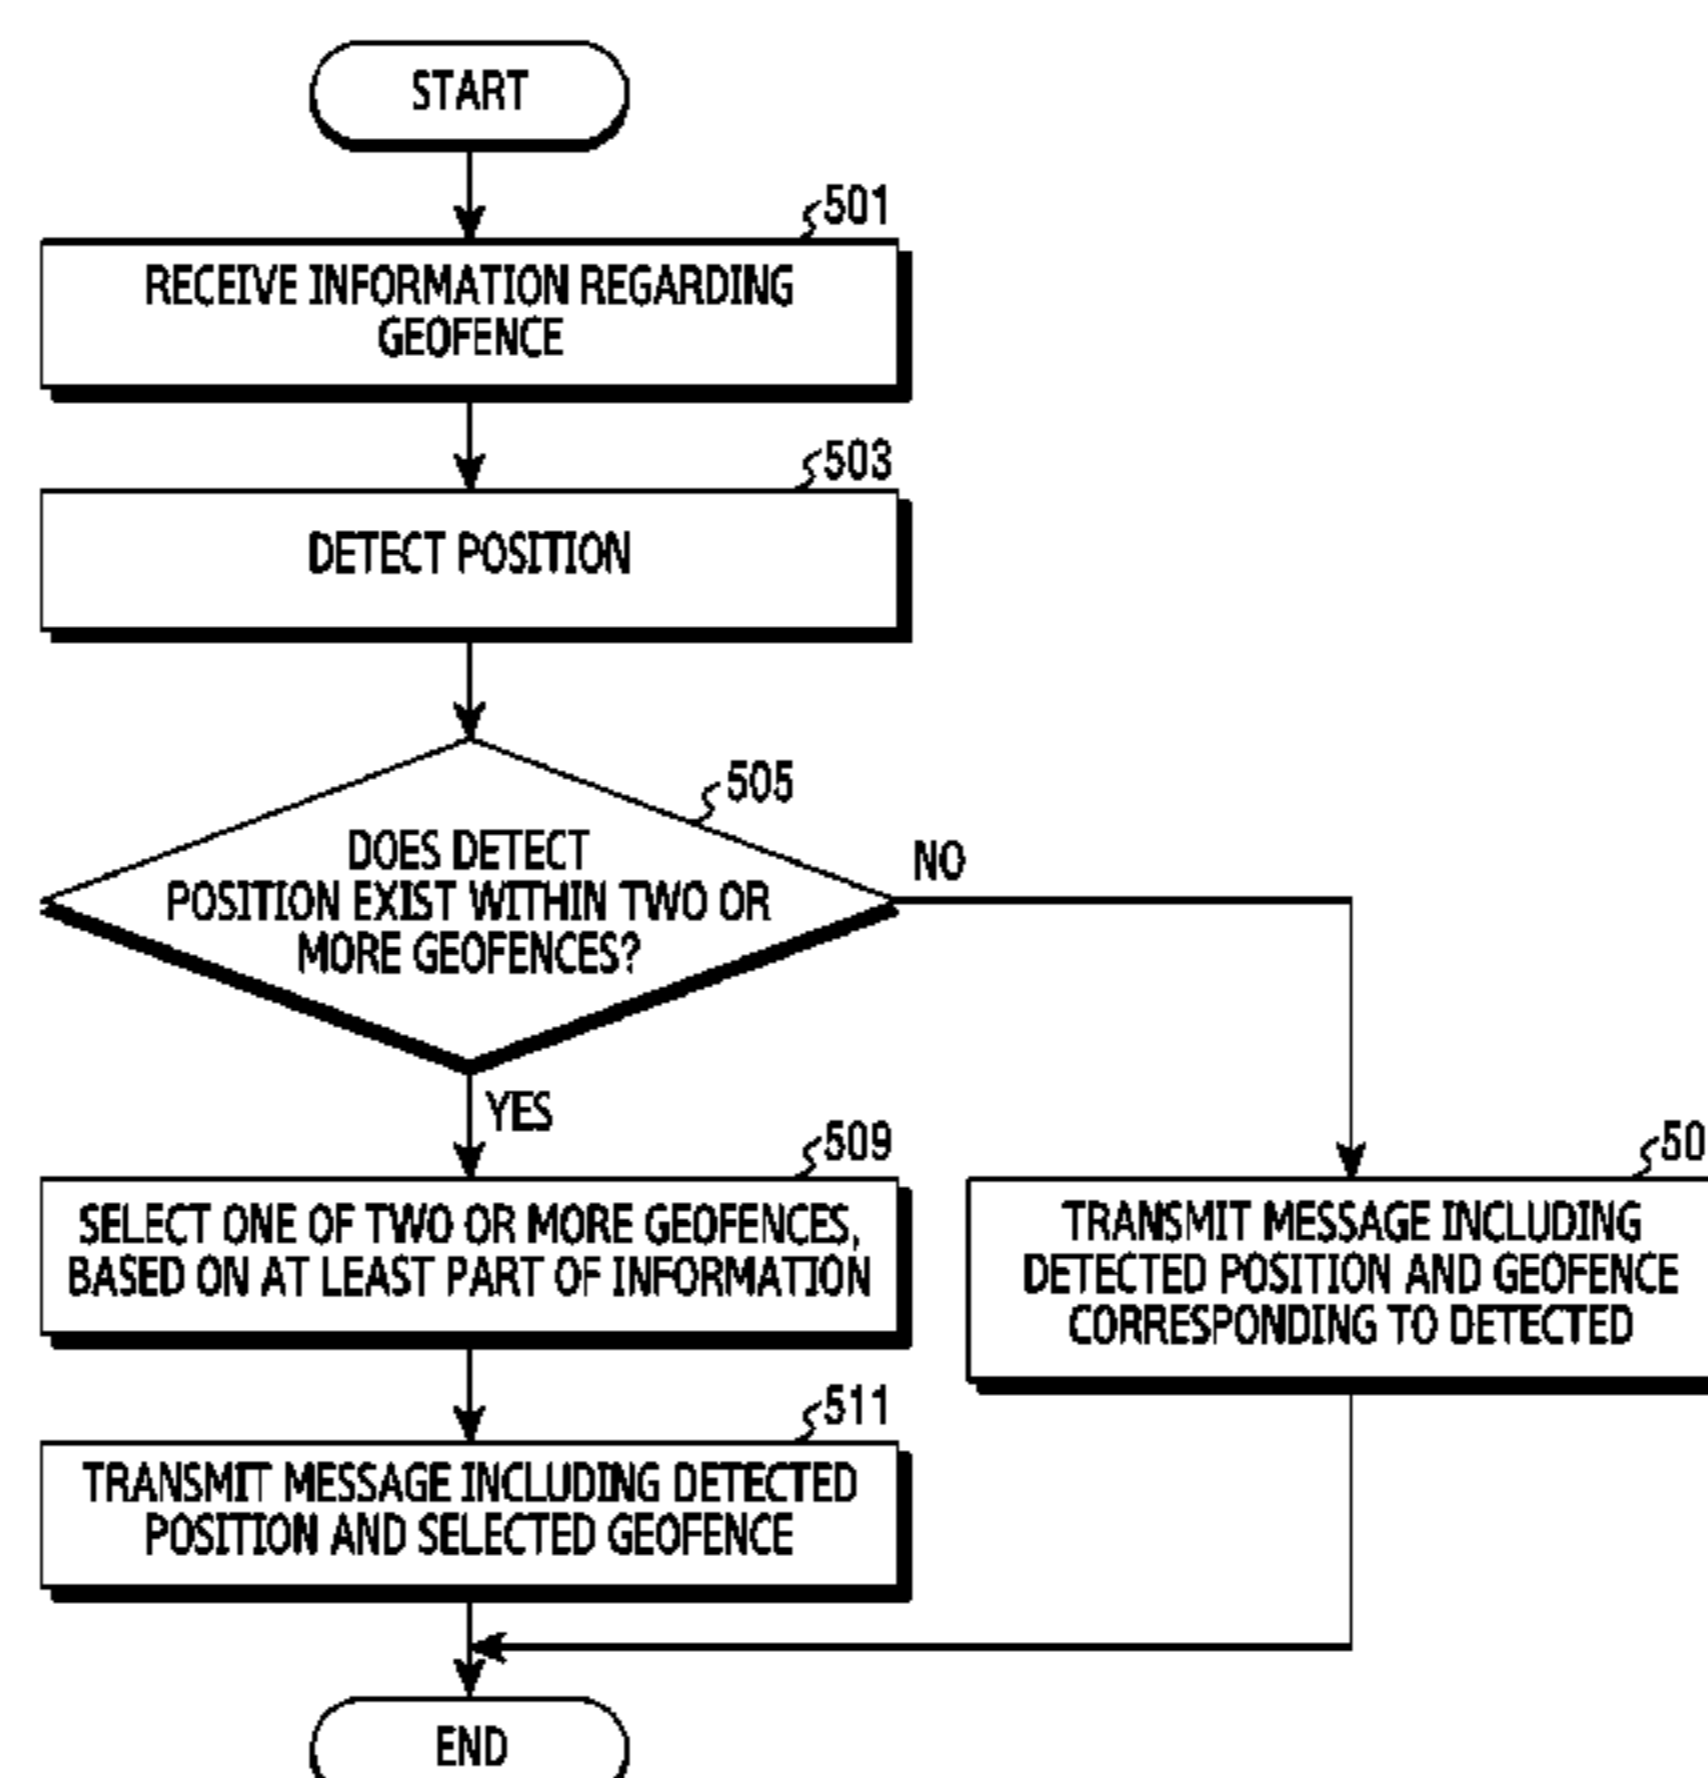 START
501
RECEIVE INFORMATION REGARDING
GEOFENCE
503
DETECT POSITION
505
DOES DETECT
POSITION EXIST WITHIN TWO OR
MORE GEOFENCES?
NO
YES
509
SELECT ONE OF TWO OR MORE GEOFENCES,
BASED ON AT LEAST PART OF INFORMATION
50
TRANSMIT MESSAGE INCLUDING
DETECTED POSITION AND GEOFENCE
CORRESPONDING TO DETECTED
511
TRANSMIT MESSAGE INCLUDING DETECTED
POSITION AND SELECTED GEOFENCE
END